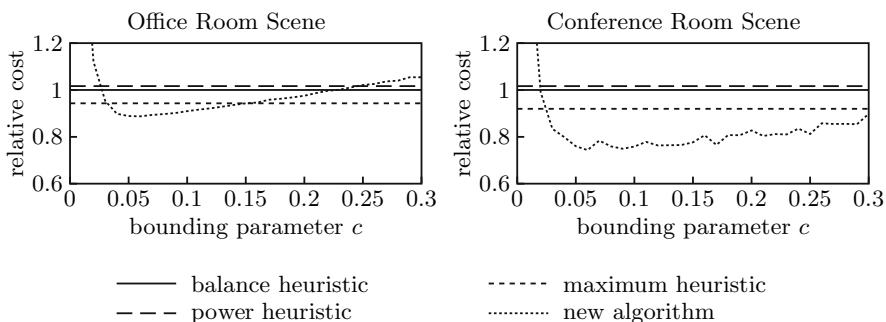 Office Room Scene
1.2
1
0.8
0.6
relative cost
0 0.05 0.1 0.15 0.2 0.25 0.3
bounding parameter c
Conference Room Scene
1.2
1
0.8
0.6
relative cost
0 0.05 0.1 0.15 0.2 0.25 0.3
bounding parameter c
balance heuristic
power heuristic
maximum heuristic
new algorithm